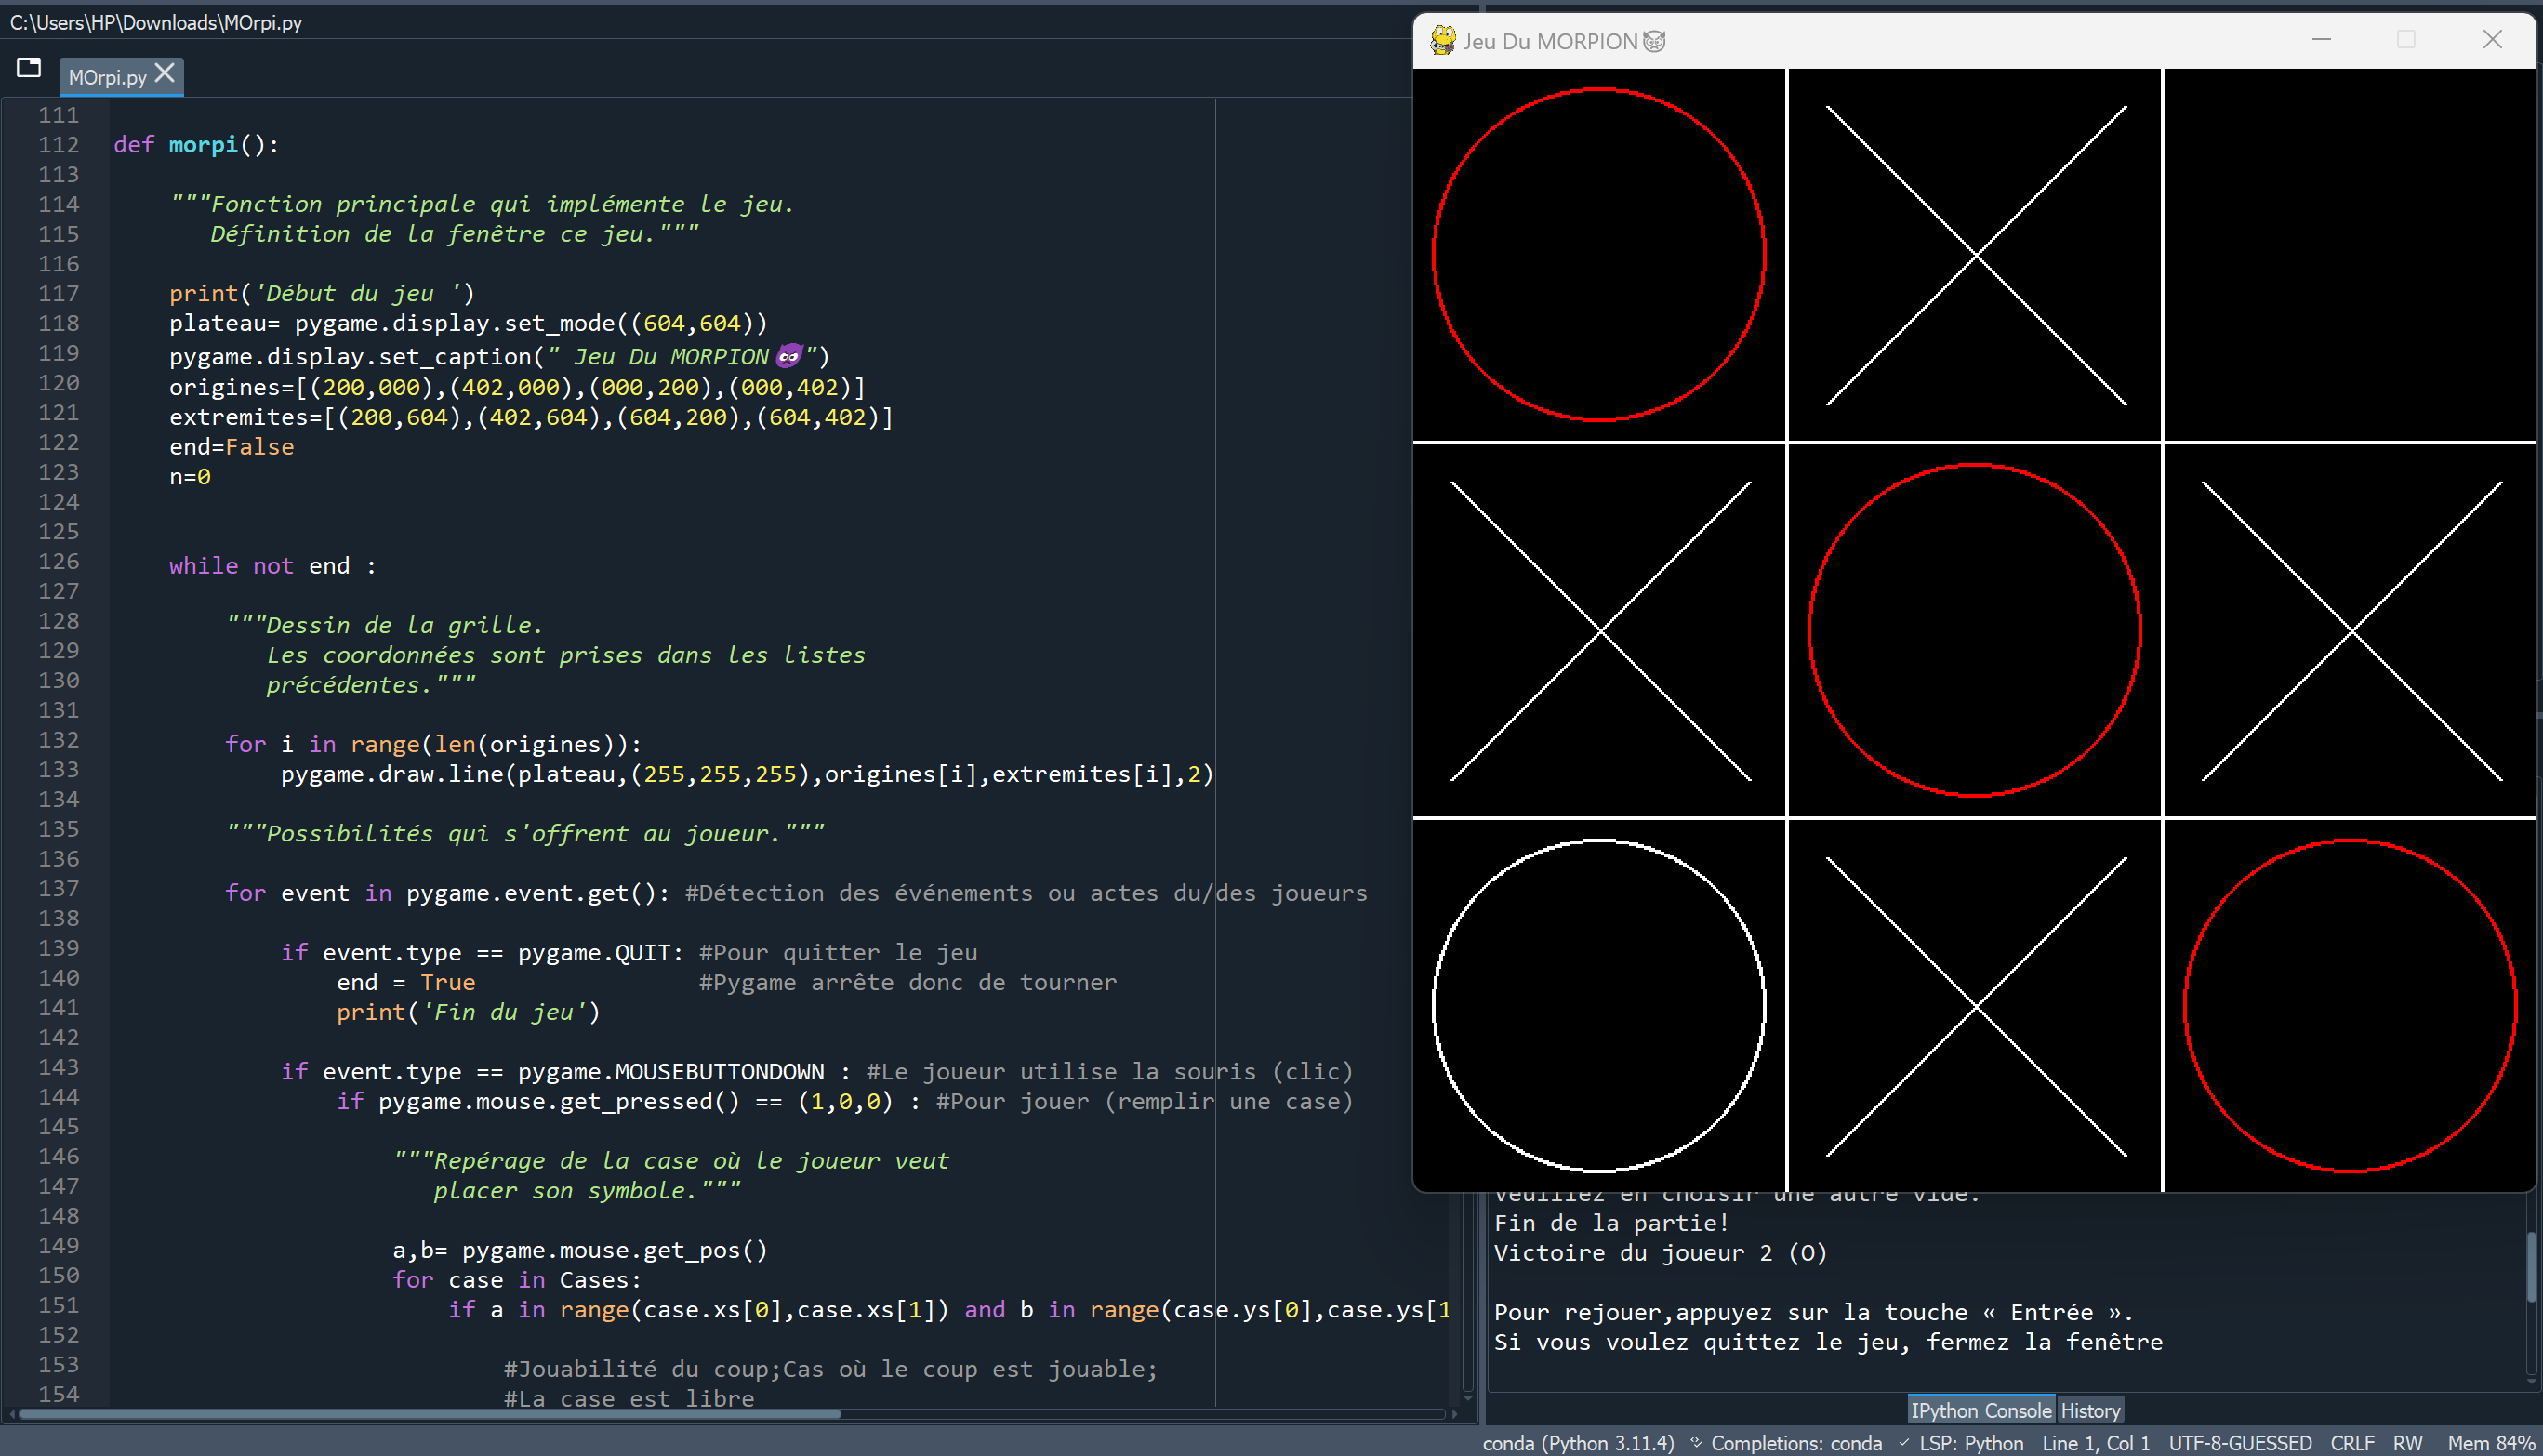 C:\Users\HP\Downloads\MOrpi.py
MOrpi.py
111
112 def morpi():
113
114 """Fonction principale qui implémente le jeu.
115 Définition de la fenêtre ce jeu."""
116
117 print('Début du jeu ')
118 plateau= pygame.display.set_mode((604,604))
119 pygame.display.set_caption(" Jeu Du MORPION😈")
120 origines=[(200,000),(402,000),(000,200),(000,402)]
121 extremites=[(200,604),(402,604),(604,200),(604,402)]
122 end=False
123 n=0
124
125
126 while not end :
127
128 """Dessin de la grille.
129 Les coordonnées sont prises dans les listes
130 précédentes."""
131
132 for i in range(len(origines)):
133 pygame.draw.line(plateau,(255,255,255),origines[i],extremites[i],2)
134
135 """Possibilités qui s'offrent au joueur."""
136
137 for event in pygame.event.get(): #Détection des événements ou actes du/des joueurs
138
139 if event.type == pygame.QUIT: #Pour quitter le jeu
140 end = True #Pygame arrête donc de tourner
141 print('Fin du jeu')
142
143 if event.type == pygame.MOUSEBUTTONDOWN : #Le joueur utilise la souris (clic)
144 if pygame.mouse.get_pressed() == (1,0,0) : #Pour jouer (remplir une case)
145
146 """Repérage de la case où le joueur veut
147 placer son symbole."""
148
149 a,b= pygame.mouse.get_pos()
150 for case in Cases:
151 if a in range(case.xs[0],case.xs[1]) and b in range(case.ys[0],case.ys[1
152
153 #Jouabilité du coup;Cas où le coup est jouable;
154 #La case est libre
Jeu Du MORPION😈
Veuillez en choisir une autre vide.
Fin de la partie!
Victoire du joueur 2 (O)
Pour rejouer,appuyez sur la touche « Entrée ».
Si vous voulez quittez le jeu, fermez la fenêtre
IPython Console History
conda (Python 3.11.4) Completions: conda LSP: Python Line 1, Col 1 UTF-8-GUESSED CRLF RW Mem 84%